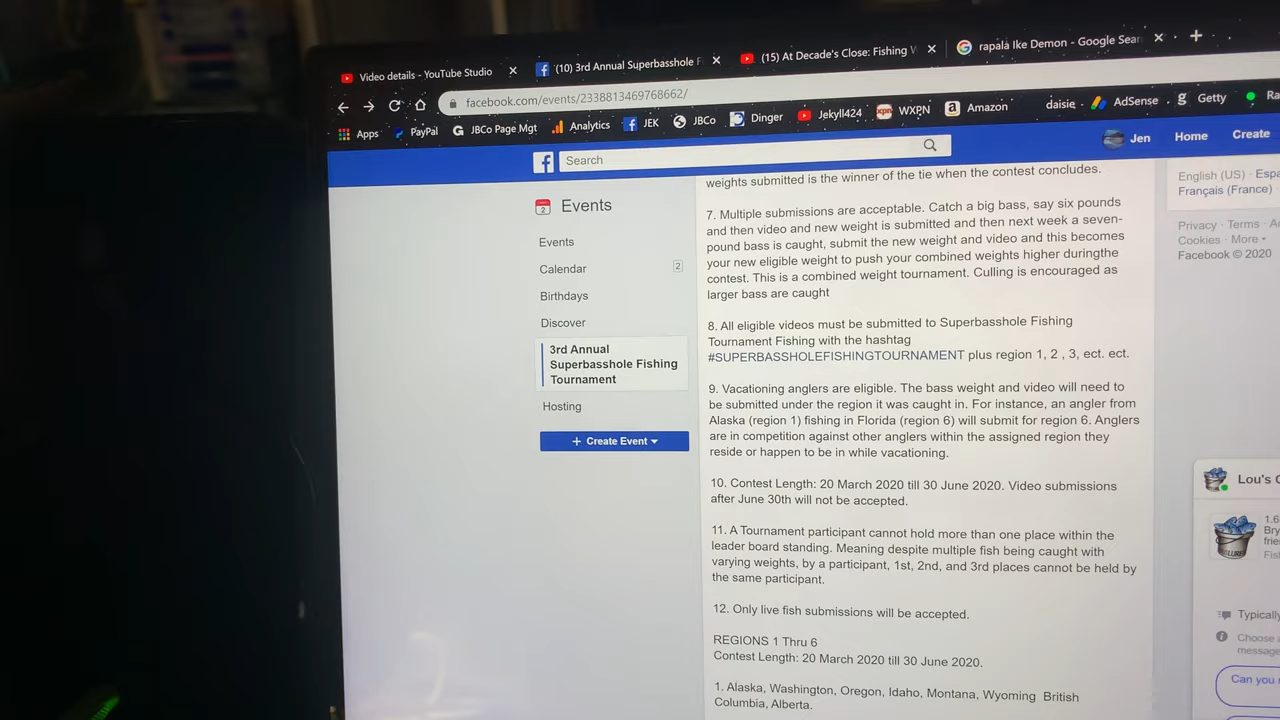 Video details - YouTube Studio
(10) 3rd Annual Superbasshole F
(15) At Decade's Close: Fishing V
rapala Ike Demon - Google Sear
facebook.com/events/2338813469768662/
Apps
PayPal
JBCo Page Mgt
Analytics
JEK
JBCo
Dinger
Jekyll424
WXPN
Amazon
daisie
AdSense
Getty
Ra
Search
Jen
Home
Create
Events
Events
Calendar
2
Birthdays
Discover
3rd Annual
Superbasshole Fishing
Tournament
Hosting
+ Create Event
weights submitted is the winner of the tie when the contest concludes.
7. Multiple submissions are acceptable. Catch a big bass, say six pounds
and then video and new weight is submitted and then next week a seven-
pound bass is caught, submit the new weight and video and this becomes
your new eligible weight to push your combined weights higher duringthe
contest. This is a combined weight tournament. Culling is encouraged as
larger bass are caught
8. All eligible videos must be submitted to Superbasshole Fishing
Tournament Fishing with the hashtag
#SUPERBASSHOLEFISHINGTOURNAMENT plus region 1, 2 , 3, ect. ect.
9. Vacationing anglers are eligible. The bass weight and video will need to
be submitted under the region it was caught in. For instance, an angler from
Alaska (region 1) fishing in Florida (region 6) will submit for region 6. Anglers
are in competition against other anglers within the assigned region they
reside or happen to be in while vacationing.
10. Contest Length: 20 March 2020 till 30 June 2020. Video submissions
after June 30th will not be accepted.
11. A Tournament participant cannot hold more than one place within the
leader board standing. Meaning despite multiple fish being caught with
varying weights, by a participant, 1st, 2nd, and 3rd places cannot be held by
the same participant.
12. Only live fish submissions will be accepted.
REGIONS 1 Thru 6
Contest Length: 20 March 2020 till 30 June 2020.
1. Alaska, Washington, Oregon, Idaho, Montana, Wyoming British
Columbia, Alberta.
English (US) · Espa
Français (France)
Privacy · Terms · A
Cookies · More
Facebook © 2020
Lou's
1.6
Bry
frie
Fis
Typically
Choose a
message
Can you